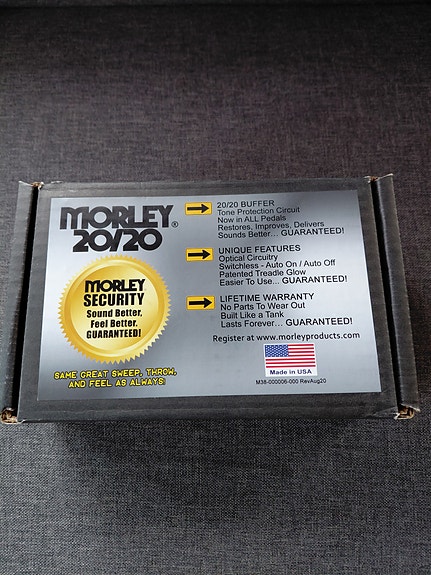 MORLEY®
20/20
MORLEY
SECURITY
Sound Better.
Feel Better.
GUARANTEED!
SAME GREAT SWEEP, THROW,
AND FEEL AS ALWAYS.
20/20 BUFFER
Tone Protection Circuit
Now in ALL Pedals
Restores, Improves, Delivers
Sounds Better... GUARANTEED!
UNIQUE FEATURES
Optical Circuitry
Switchless - Auto On / Auto Off
Patented Treadle Glow
Easier To Use... GUARANTEED!
LIFETIME WARRANTY
No Parts To Wear Out
Built Like a Tank
Lasts Forever... GUARANTEED!
Register at www.morleyproducts.com
Made in USA
M38-000006-000 RevAug20